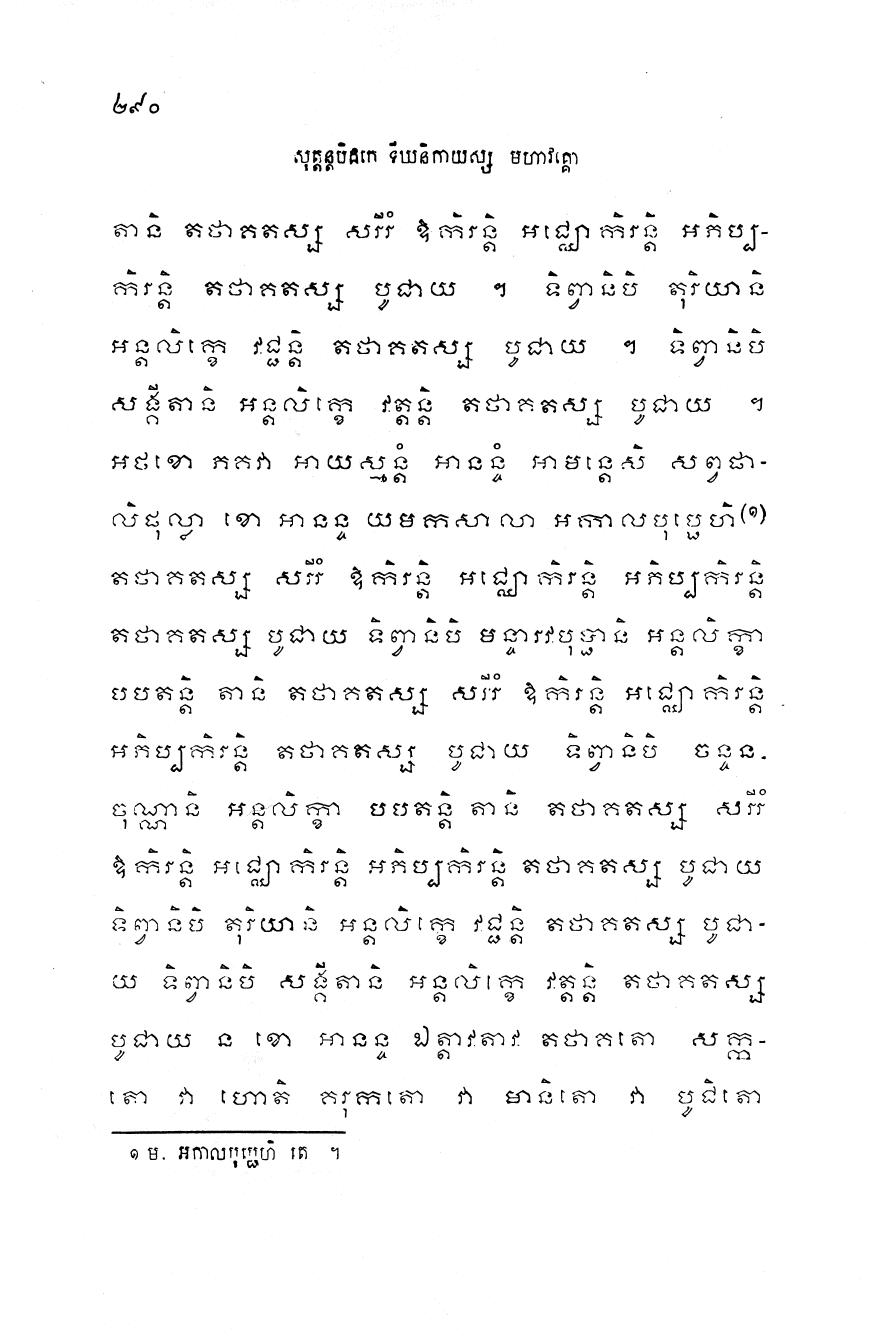 ២៩០
សុត្តន្តបិដកេ ទីឃនិកាយស្ស មហាវគ្គោ
តានិ តថាគតស្ស សរីរំ ឱកិរន្តិ អជ្ឈោកិរន្តិ អភិប្ប-
កិរន្តិ តថាគតស្ស បូជាយ ។ ទិព្វានិបិ តុរិយានិ
អន្តលិក្ខេ វជ្ជន្តិ តថាគតស្ស បូជាយ ។ ទិព្វានិបិ
សង្គីតានិ អន្តលិក្ខេ វត្តន្តិ តថាគតស្ស បូជាយ ។
អថខោ ភគវា អាយស្មន្តំ អានន្ទំ អាមន្តេសិ សព្វផា-
លិផុល្លា ខោ អានន្ទ យមកសាលា អកាលបុប្ផេហិ(១)
តថាគតស្ស សរីរំ ឱកិរន្តិ អជ្ឈោកិរន្តិ អភិប្បកិរន្តិ
តថាគតស្ស បូជាយ ទិព្វានិបិ មន្ទារវបុប្ផានិ អន្តលិក្ខា
បបតន្តិ តានិ តថាគតស្ស សរីរំ ឱកិរន្តិ អជ្ឈោកិរន្តិ
អភិប្បកិរន្តិ តថាគតស្ស បូជាយ ទិព្វានិបិ ចន្ទន-
ចុណ្ណានិ អន្តលិក្ខា បបតន្តិ តានិ តថាគតស្ស សរីរំ
ឱកិរន្តិ អជ្ឈោកិរន្តិ អភិប្បកិរន្តិ តថាគតស្ស បូជាយ
ទិព្វានិបិ តុរិយានិ អន្តលិក្ខេ វជ្ជន្តិ តថាគតស្ស បូជា-
យ ទិព្វានិបិ សង្គីតានិ អន្តលិក្ខេ វត្តន្តិ តថាគតស្ស
បូជាយ ន ខោ អានន្ទ ឯត្តាវតាវ តថាគតោ សក្ក-
តោ វា ហោតិ គរុកតោ វា មានិតោ វា បូជិតោ
១ ម. អកាលបុប្ផេហិ តេ ។